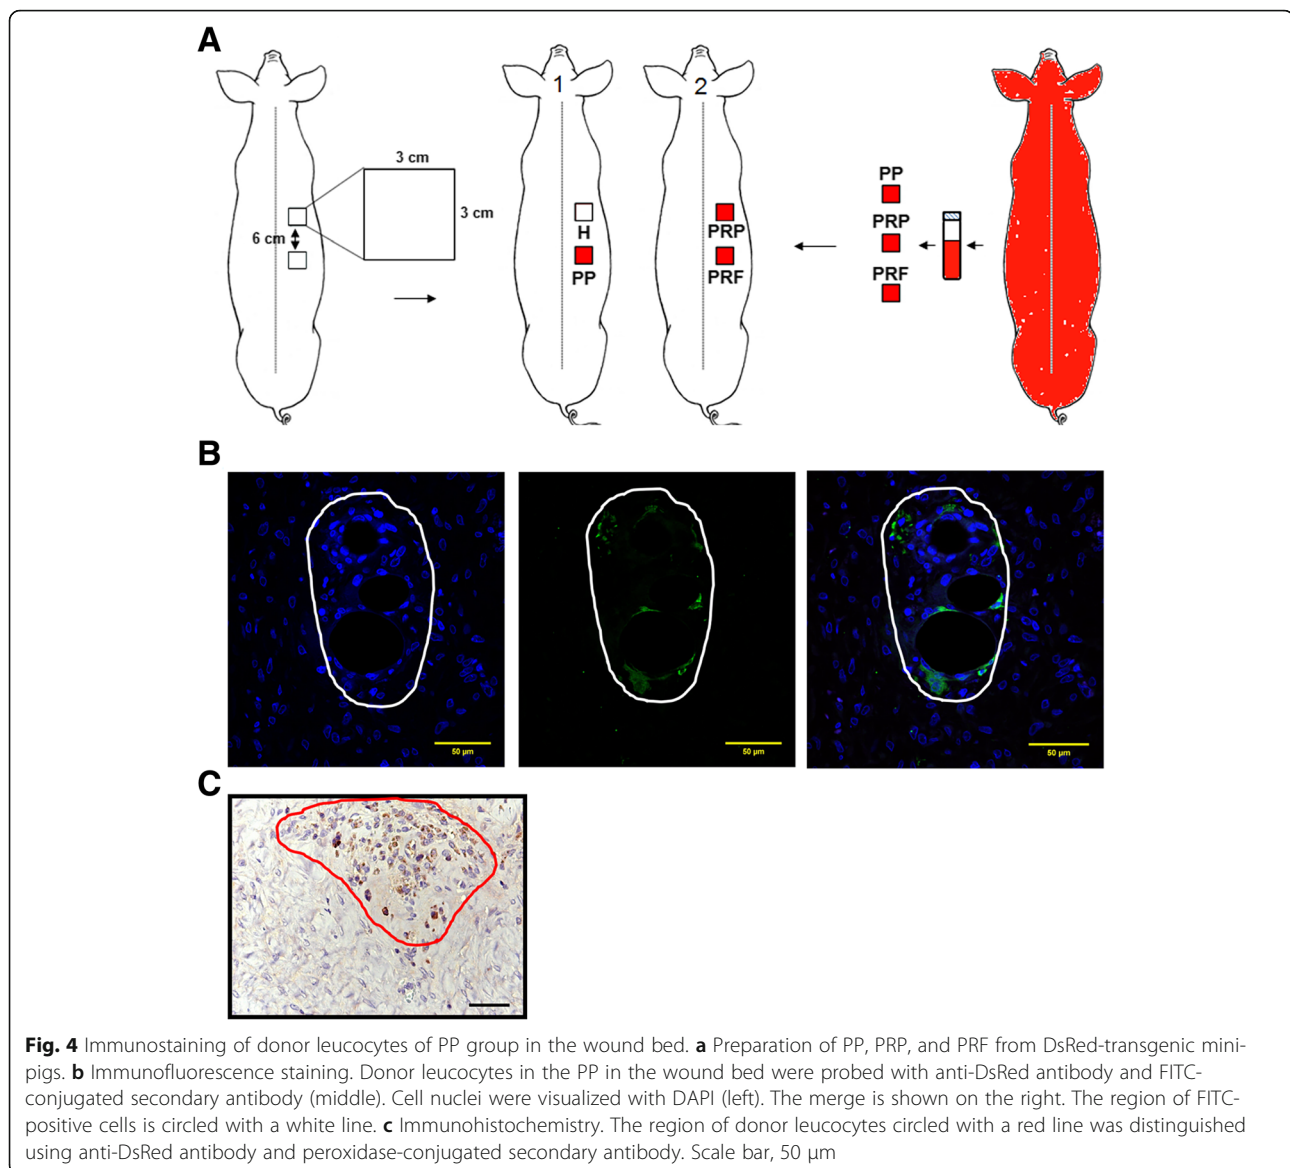 A
1
2
3 cm
3 cm
6 cm
H
PP
PRP
PRF
PP
PRP
PRF
B
50 µm
50 µm
50 µm
C
Fig. 4 Immunostaining of donor leucocytes of PP group in the wound bed. a Preparation of PP, PRP, and PRF from DsRed-transgenic mini-
pigs. b Immunofluorescence staining. Donor leucocytes in the PP in the wound bed were probed with anti-DsRed antibody and FITC-
conjugated secondary antibody (middle). Cell nuclei were visualized with DAPI (left). The merge is shown on the right. The region of FITC-
positive cells is circled with a white line. c Immunohistochemistry. The region of donor leucocytes circled with a red line was distinguished
using anti-DsRed antibody and peroxidase-conjugated secondary antibody. Scale bar, 50 µm